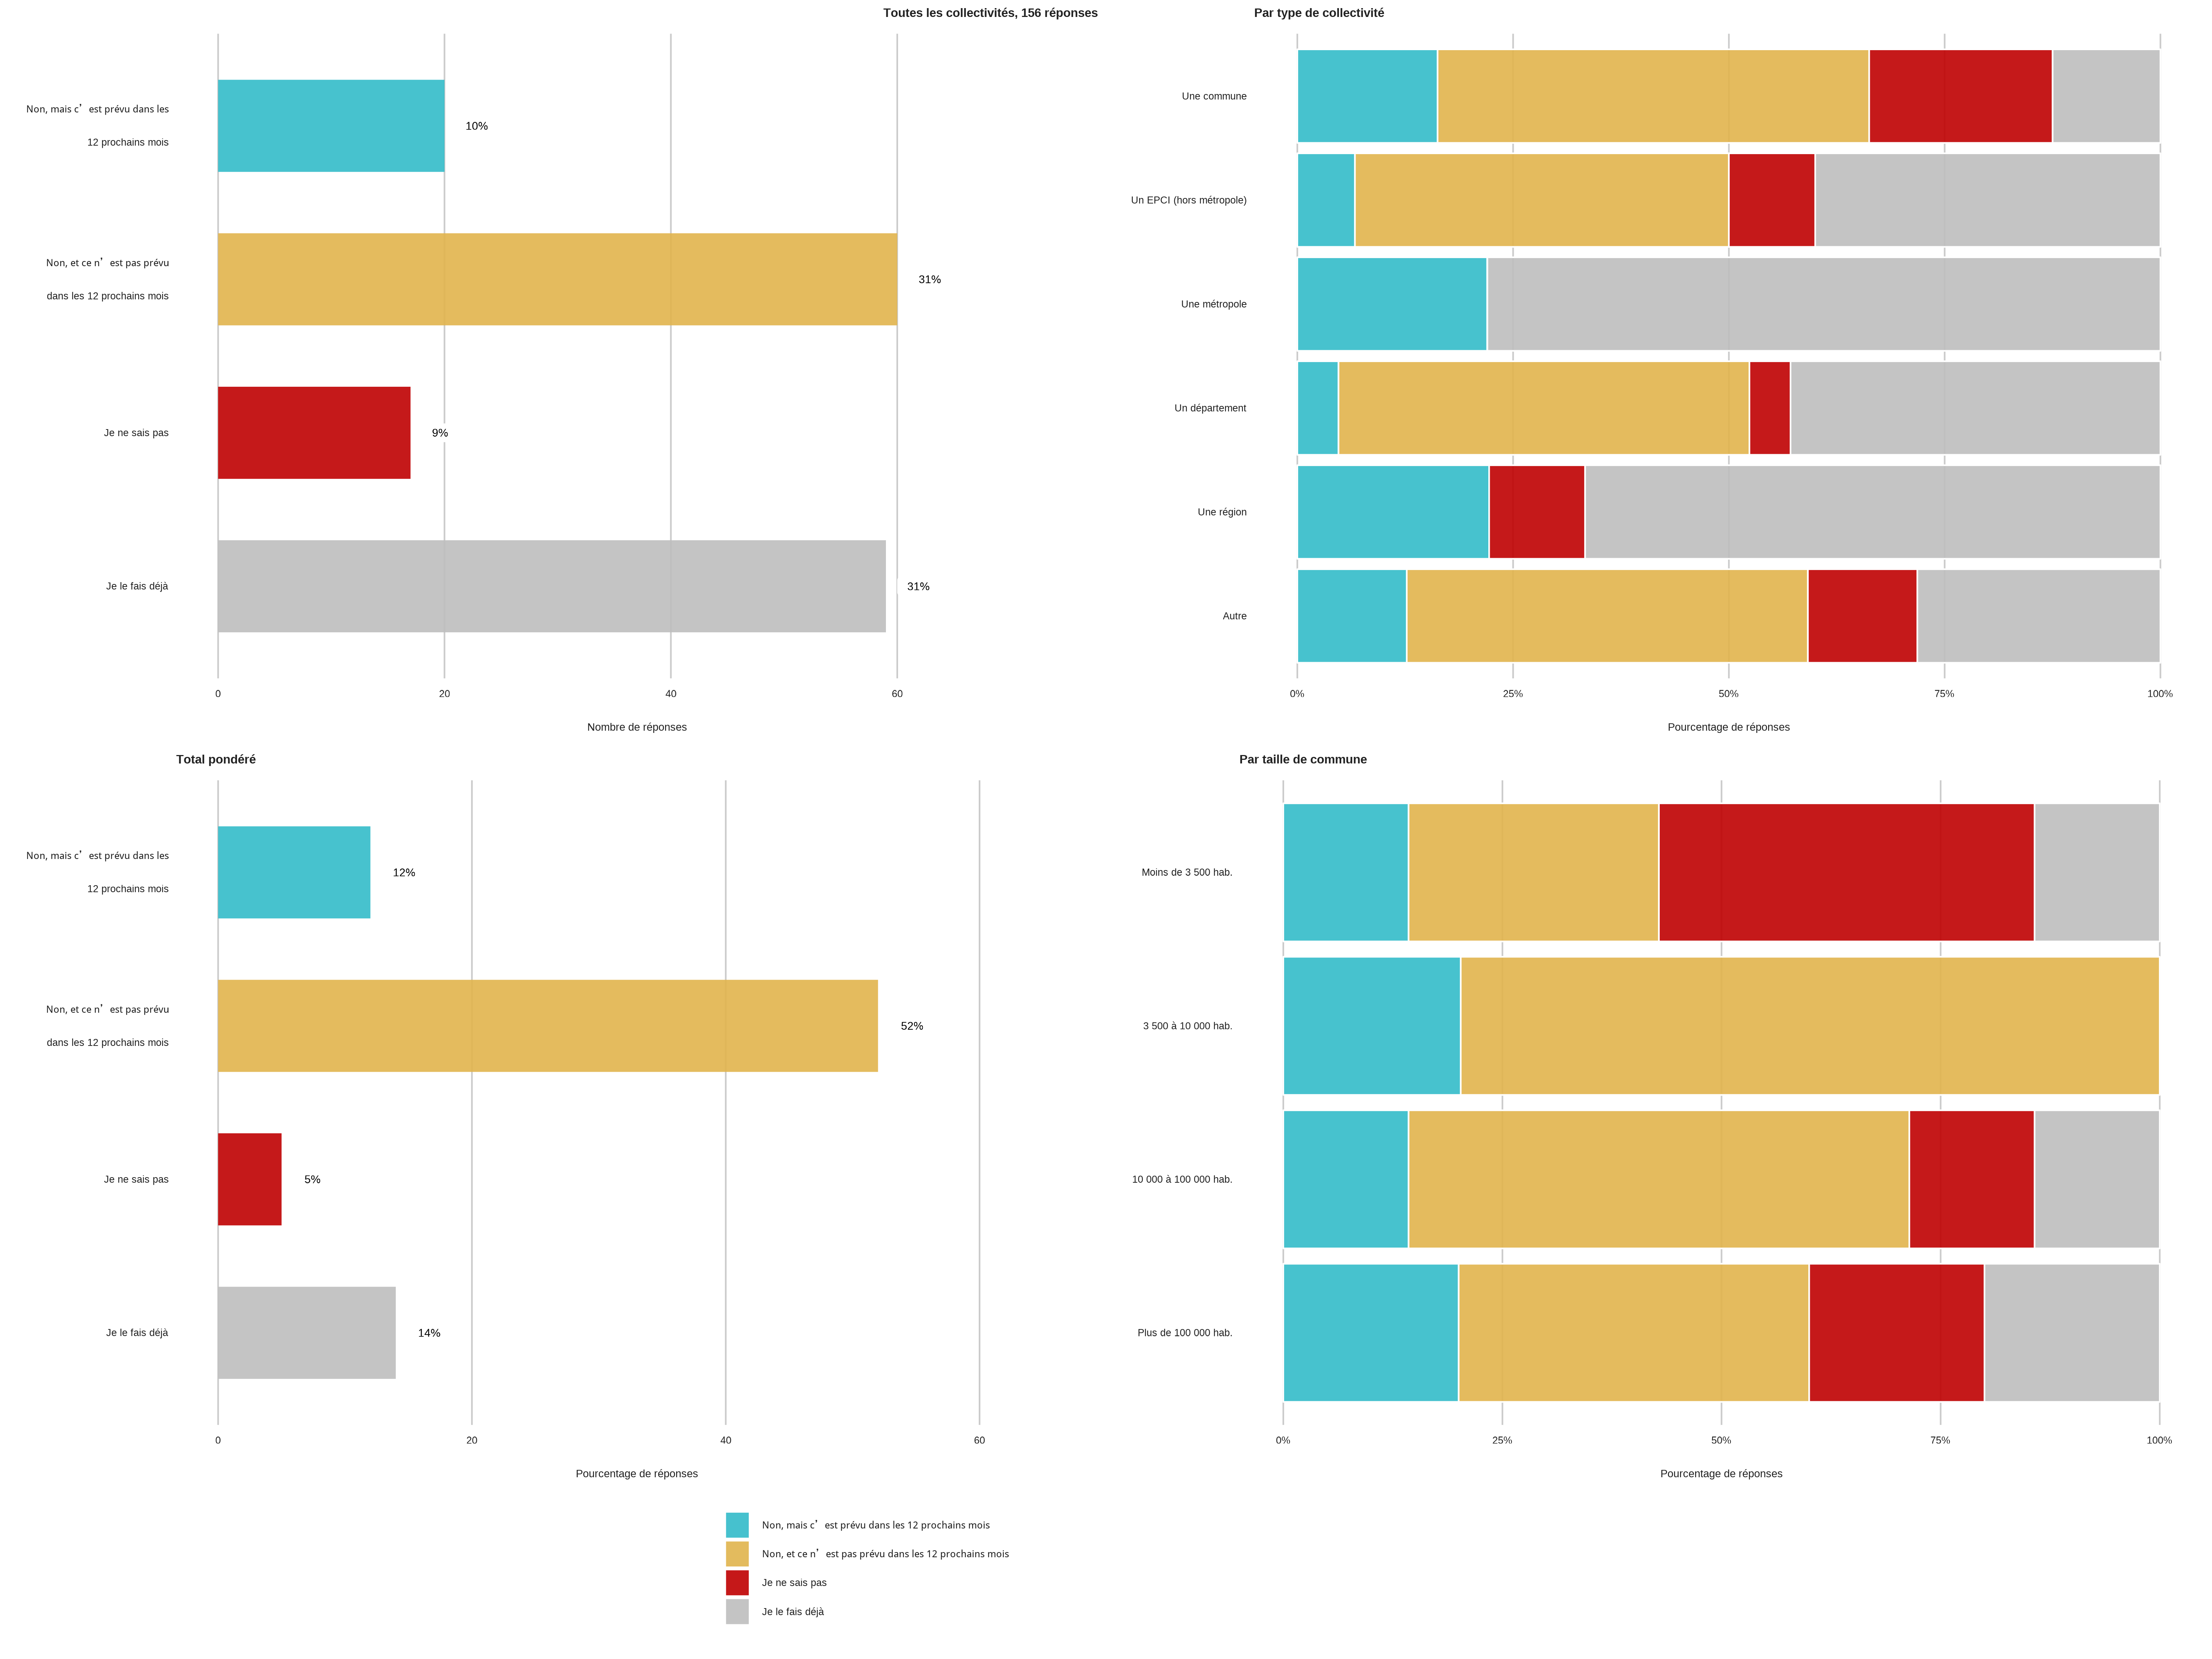 Toutes les collectivités, 156 réponses
Non, mais c’est prévu dans les
12 prochains mois
10%
Non, et ce n’est pas prévu
dans les 12 prochains mois
31%
Je ne sais pas
9%
Je le fais déjà
31%
0
20
40
60
Nombre de réponses
Par type de collectivité
Une commune
Un EPCI (hors métropole)
Une métropole
Un département
Une région
Autre
0%
25%
50%
75%
100%
Pourcentage de réponses
Total pondéré
Non, mais c’est prévu dans les
12 prochains mois
12%
Non, et ce n’est pas prévu
dans les 12 prochains mois
52%
Je ne sais pas
5%
Je le fais déjà
14%
0
20
40
60
Pourcentage de réponses
Par taille de commune
Moins de 3 500 hab.
3 500 à 10 000 hab.
10 000 à 100 000 hab.
Plus de 100 000 hab.
0%
25%
50%
75%
100%
Pourcentage de réponses
Non, mais c’est prévu dans les 12 prochains mois
Non, et ce n’est pas prévu dans les 12 prochains mois
Je ne sais pas
Je le fais déjà